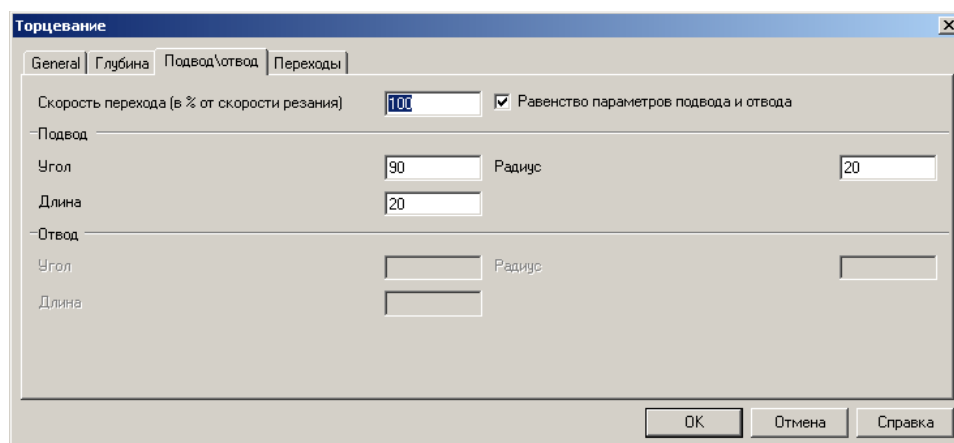 Торцевание
General Глубина Подвод\отвод Переходы
Скорость перехода (в % от скорости резания) 100 Равенство параметров подвода и отвода
Подвод
Угол 90 Радиус 20
Длина 20
Отвод
Угол Радиус
Длина
OK Отмена Справка